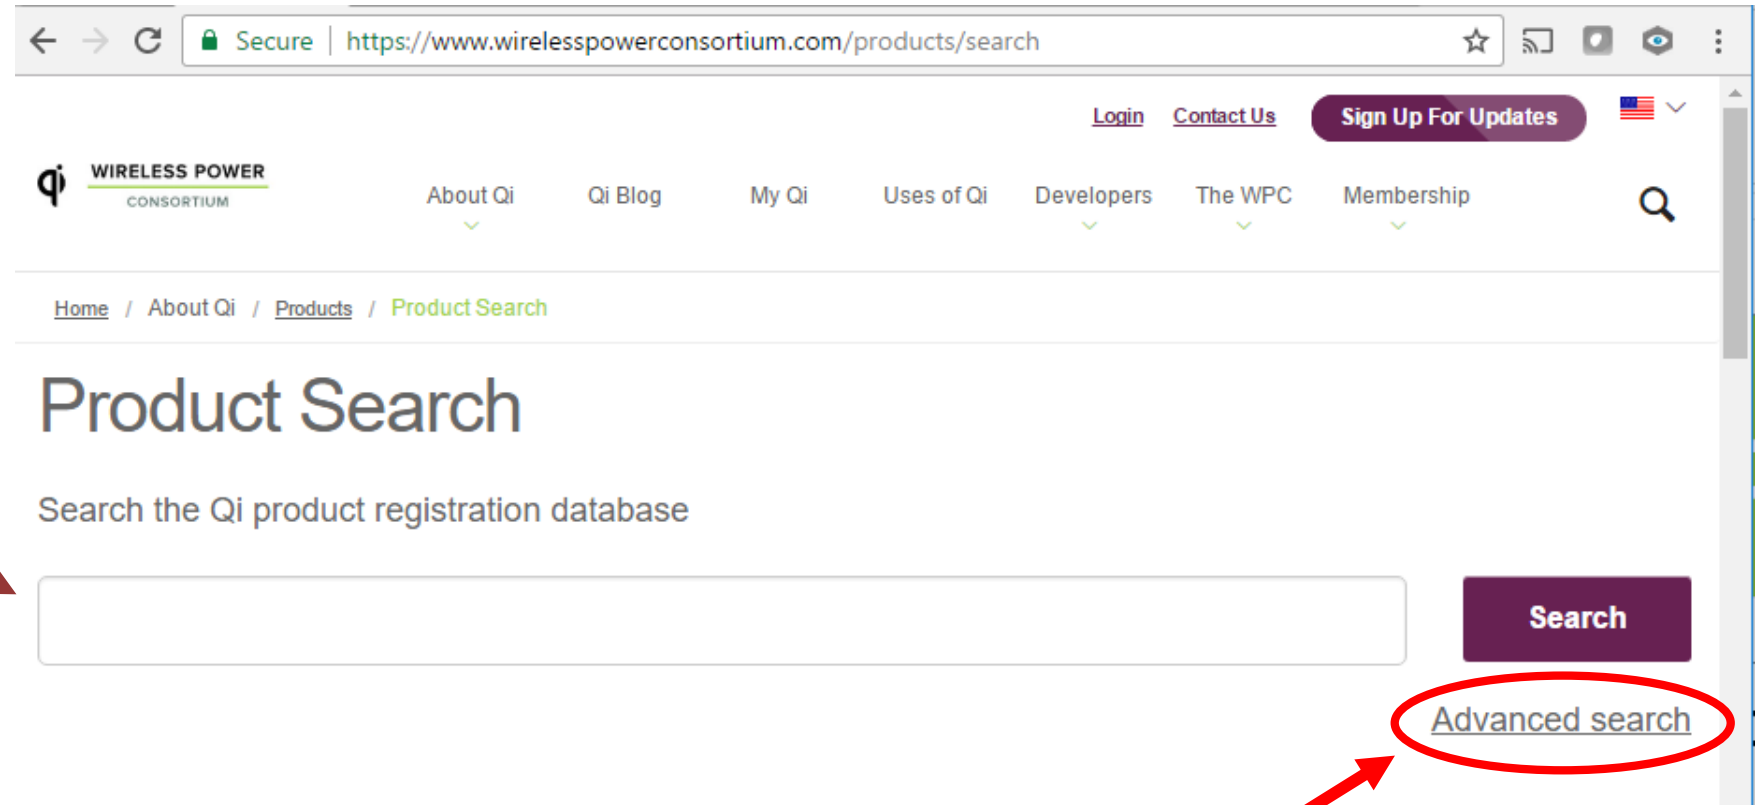 Secure | https://www.wirelesspowerconsortium.com/products/search
Login Contact Us Sign Up For Updates
qi WIRELESS POWER
CONSORTIUM
About Qi Qi Blog My Qi Uses of Qi Developers The WPC Membership
Home / About Qi / Products / Product Search
Product Search
Search the Qi product registration database
Search
Advanced search